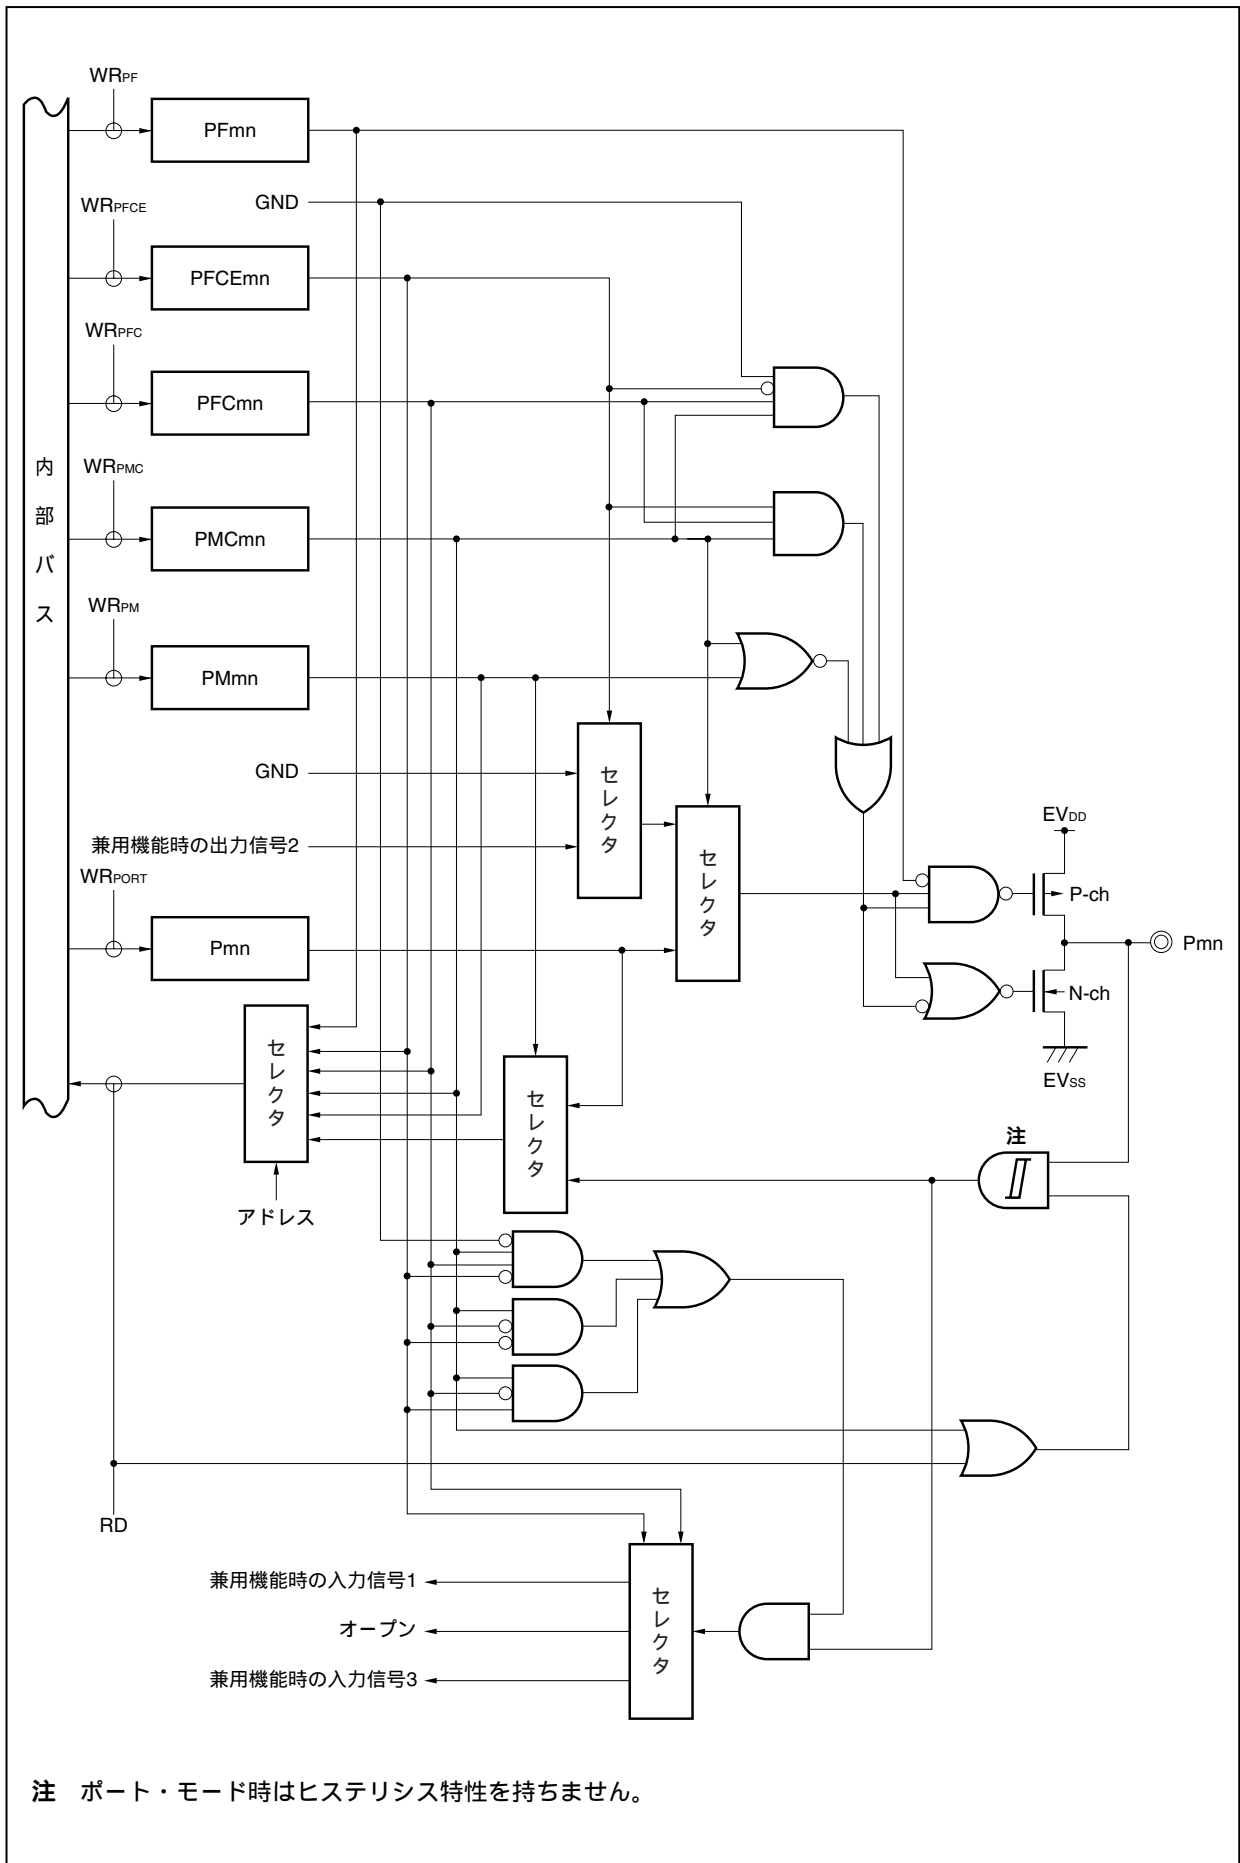 WRPF
PFmn
GND
WRPFCE
PFCEmn
WRPFC
PFCmn
内部バス
WRPMC
PMCmn
WRPM
PMmn
GND
セレクタ
兼用機能時の出力信号2
セレクタ
EVDD
P-ch
WRPORT
Pmn
Pmn
N-ch
EVSS
セレクタ
セレクタ
注
アドレス
RD
兼用機能時の入力信号1
セレクタ
オープン
兼用機能時の入力信号3
注 ポート・モード時はヒステリシス特性を持ちません。